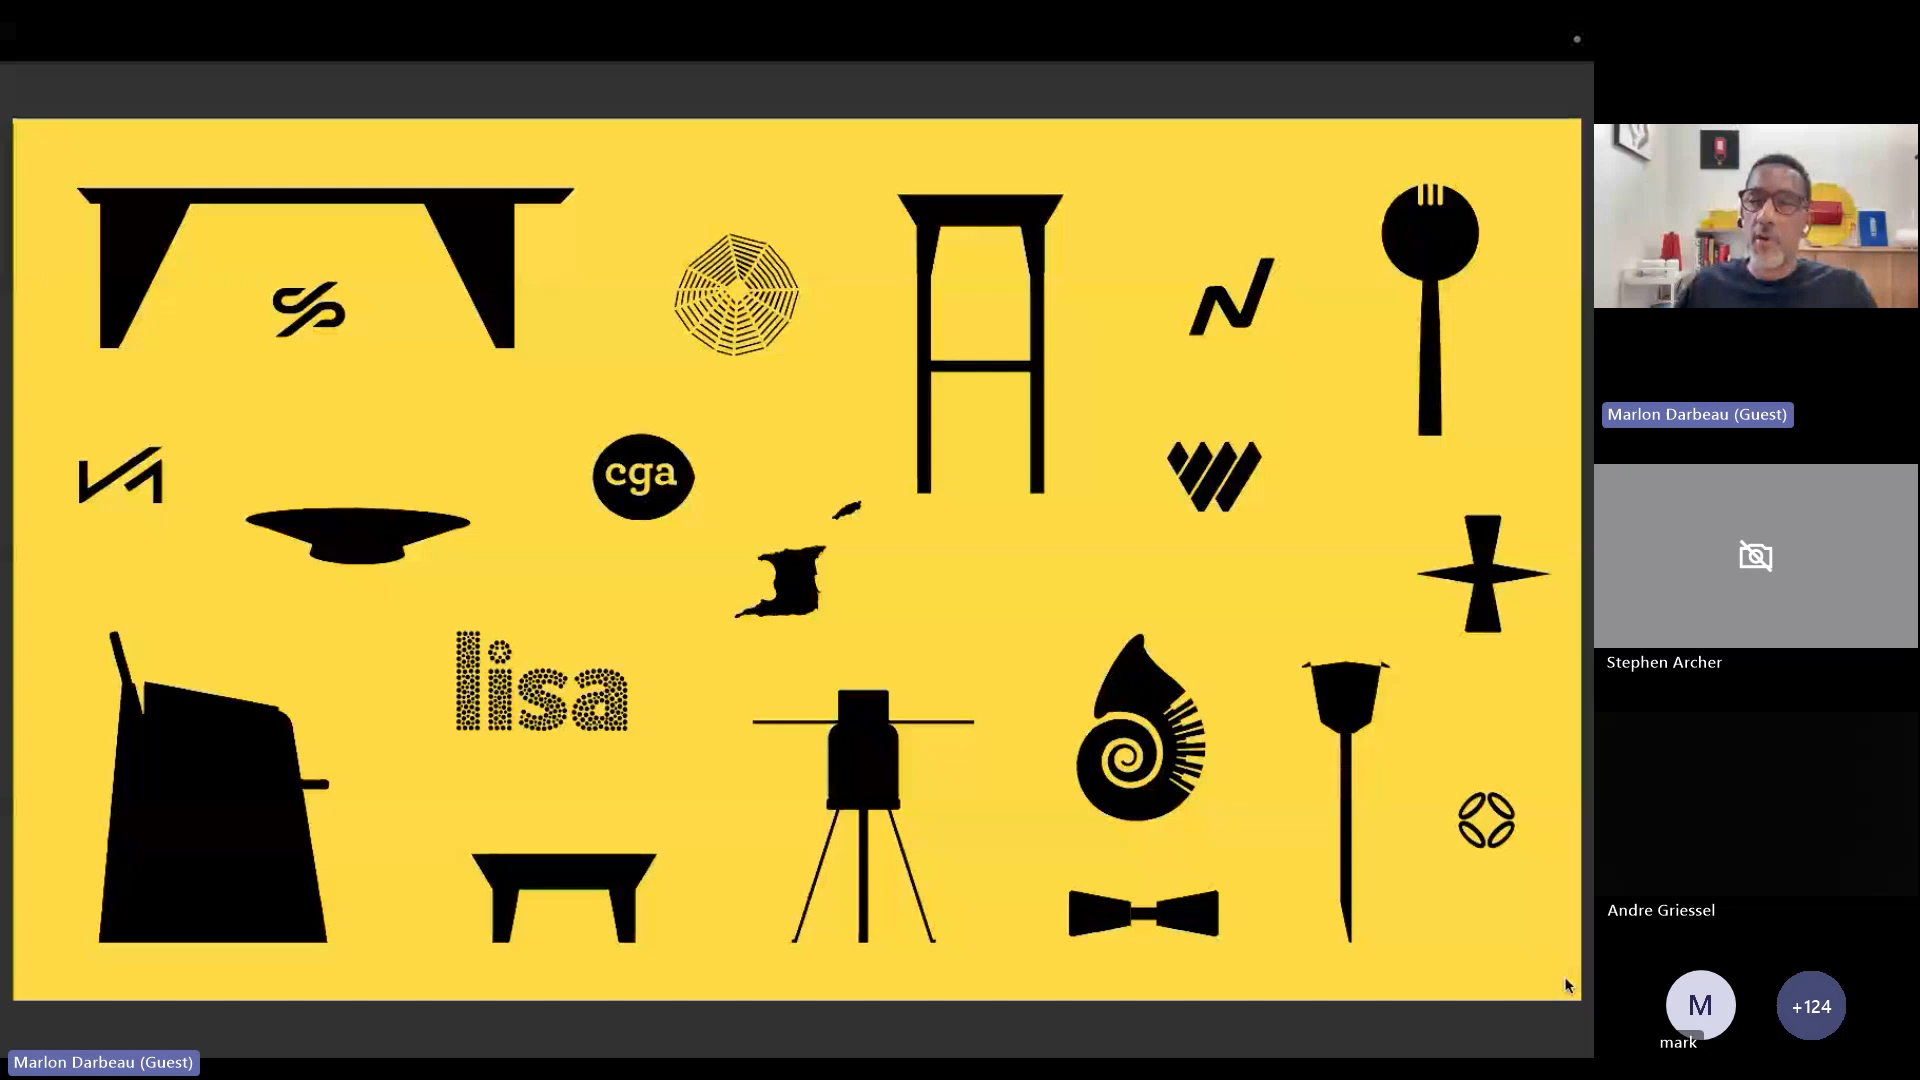 cga
lisa
Marlon Darbeau (Guest)
Stephen Archer
Andre Griessel
M
+124
mark
Marlon Darbeau (Guest)